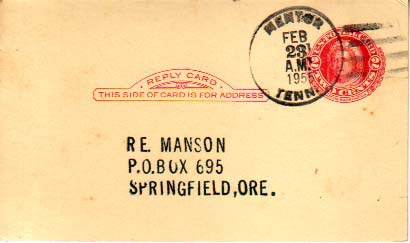 MENTOR
FEB
23
A.M.
195
TENN.
REPLY CARD
THIS SIDE OF CARD IS FOR ADDRESS
RE. MANSON
P.O.BOX 695
SPRINGFIELD,ORE.